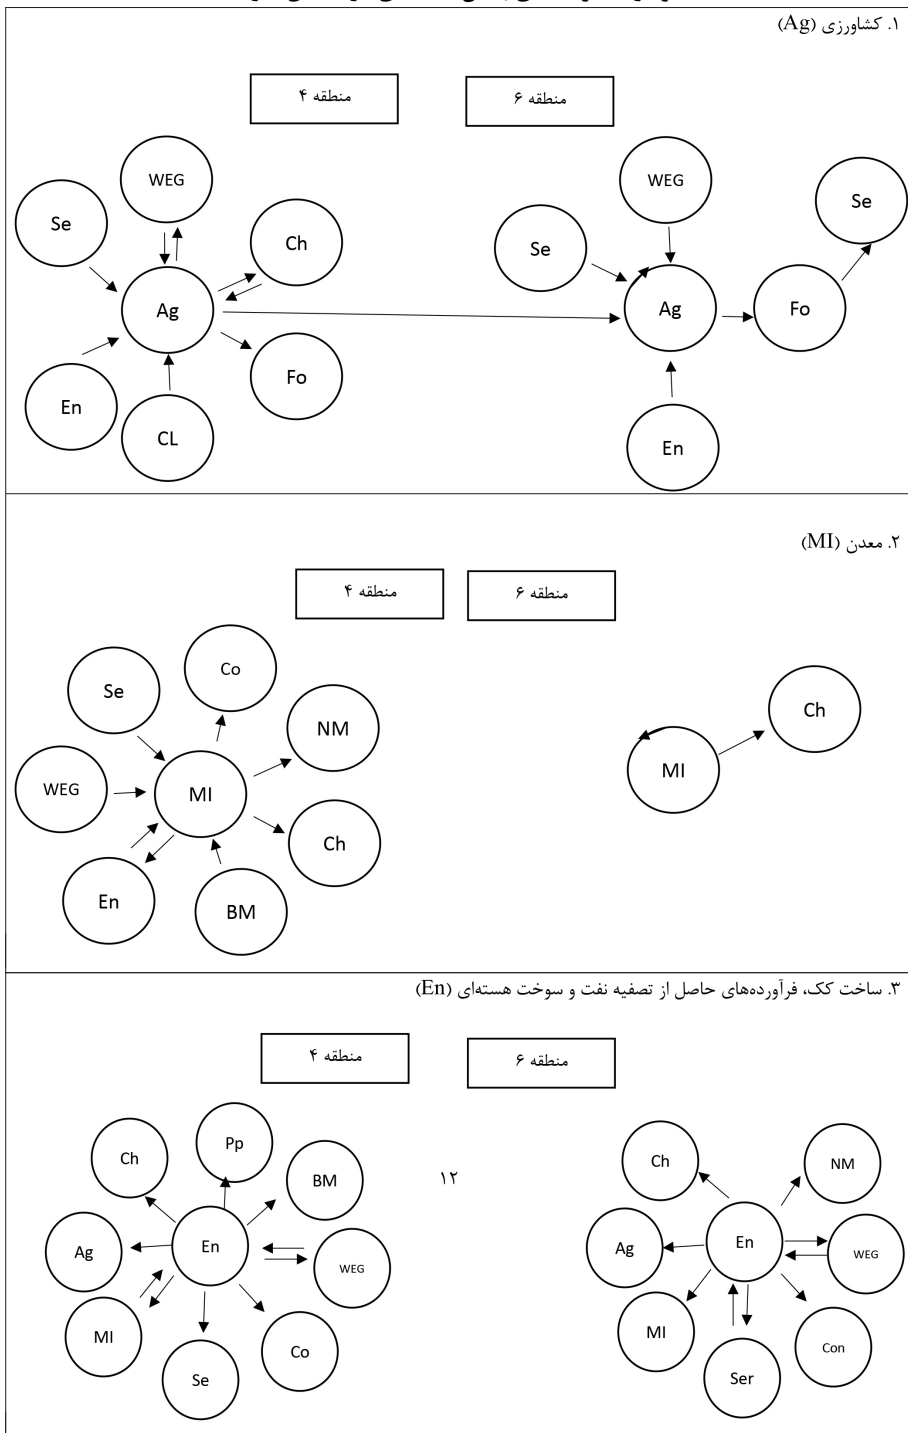 ۱. کشاورزی (Ag)
منطقه ۴
منطقه ۶
WEG
Se
Ch
Ag
Fo
En
CL
WEG
Se
Se
Ag
Fo
En
۲. معدن (MI)
منطقه ۴
منطقه ۶
Co
Se
NM
WEG
MI
Ch
En
BM
Ch
MI
۳. ساخت کک، فرآورده‌های حاصل از تصفیه نفت و سوخت هسته‌ای (En)
منطقه ۴
منطقه ۶
Pp
Ch
BM
En
Ag
WEG
MI
Co
Se
۱۲
Ch
NM
En
Ag
WEG
MI
Con
Ser